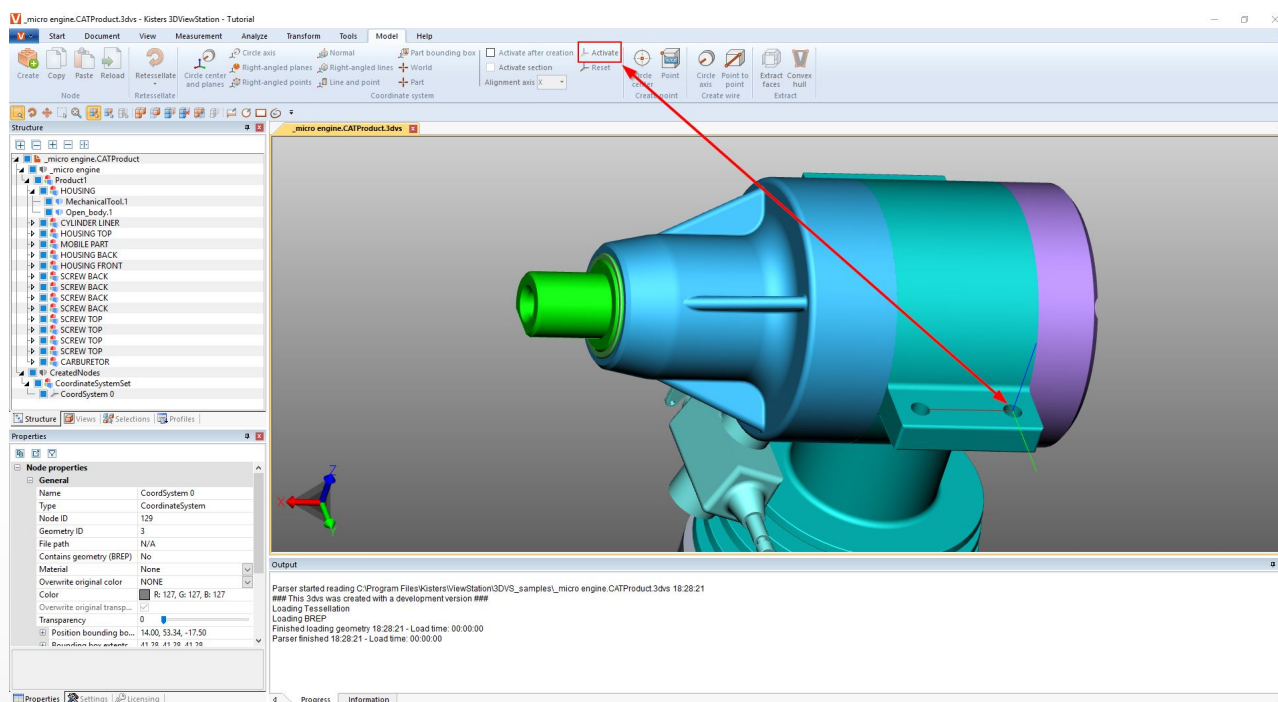 _micro engine.CATProduct.3dvs - Kisters 3DViewStation - Tutorial
Start Document View Measurement Analyze Transform Tools Model Help
Circle axis Normal Part bounding box Activate after creation Activate
Right-angled planes Right-angled lines World Activate section Reset
Create Copy Paste Reload Retessellate Circle center and planes Right-angled points Line and point Part Alignment axis X Circle center Point Circle axis Point to point Extract faces Convex hull
Node Retessellate Coordinate system Create point Create wire Extract
Structure
_micro engine.CATProduct.3dvs
_micro engine.CATProduct
_micro engine
Product1
HOUSING
MechanicalTool.1
Open_body.1
CYLINDER LINER
HOUSING TOP
MOBILE PART
HOUSING BACK
HOUSING FRONT
SCREW BACK
SCREW BACK
SCREW BACK
SCREW BACK
SCREW TOP
SCREW TOP
SCREW TOP
SCREW TOP
CARBURETOR
CreatedNodes
CoordinateSystemSet
CoordSystem 0
Structure Views Selections Profiles
Properties
Node properties
General
Name CoordSystem 0
Type CoordinateSystem
Node ID 129
Geometry ID 3
File path N/A
Contains geometry (BREP) No
Material None
Overwrite original color NONE
Color R: 127, G: 127, B: 127
Overwrite original transp...
Transparency 0
Position bounding bo... 14.00, 53.34, -17.50
Bounding box extents 41.28, 41.28, 41.28
Properties Settings Licensing
Z
X
Y
Output
Parser started reading C:\Program Files\Kisters\ViewStation\3DVS_samples\_micro engine.CATProduct.3dvs 18:28:21
### This 3dvs was created with a development version ###
Loading Tessellation
Loading BREP
Finished loading geometry 18:28:21 - Load time: 00:00:00
Parser finished 18:28:21 - Load time: 00:00:00
4 Progress Information